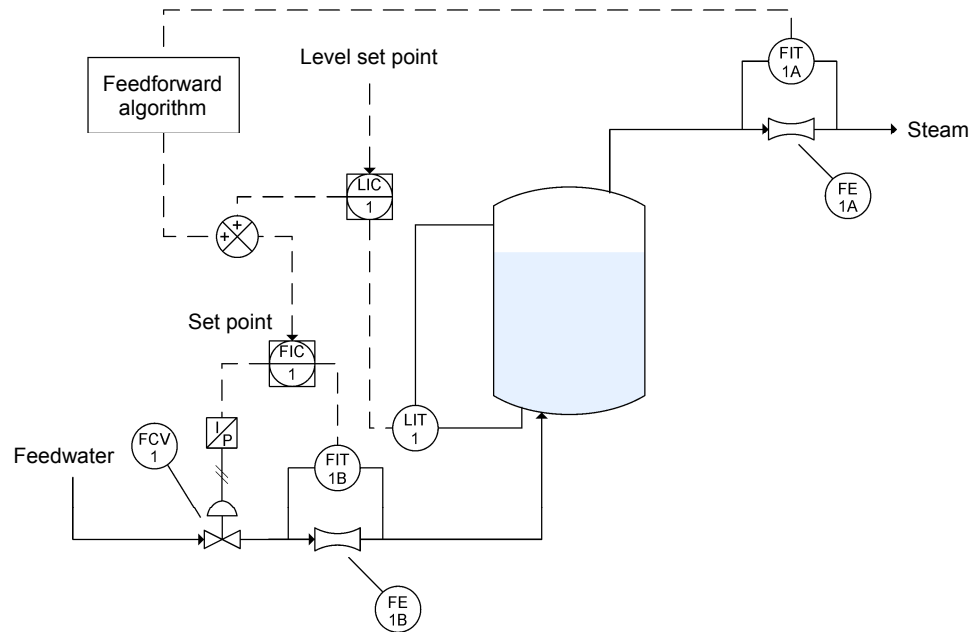 FIT
1A
Level set point
Feedforward
algorithm
Steam
LIC
1
FE
1A
+
+
Set point
FIC
1
LIT
1
I
P
FCV
1
Feedwater
FIT
1B
FE
1B